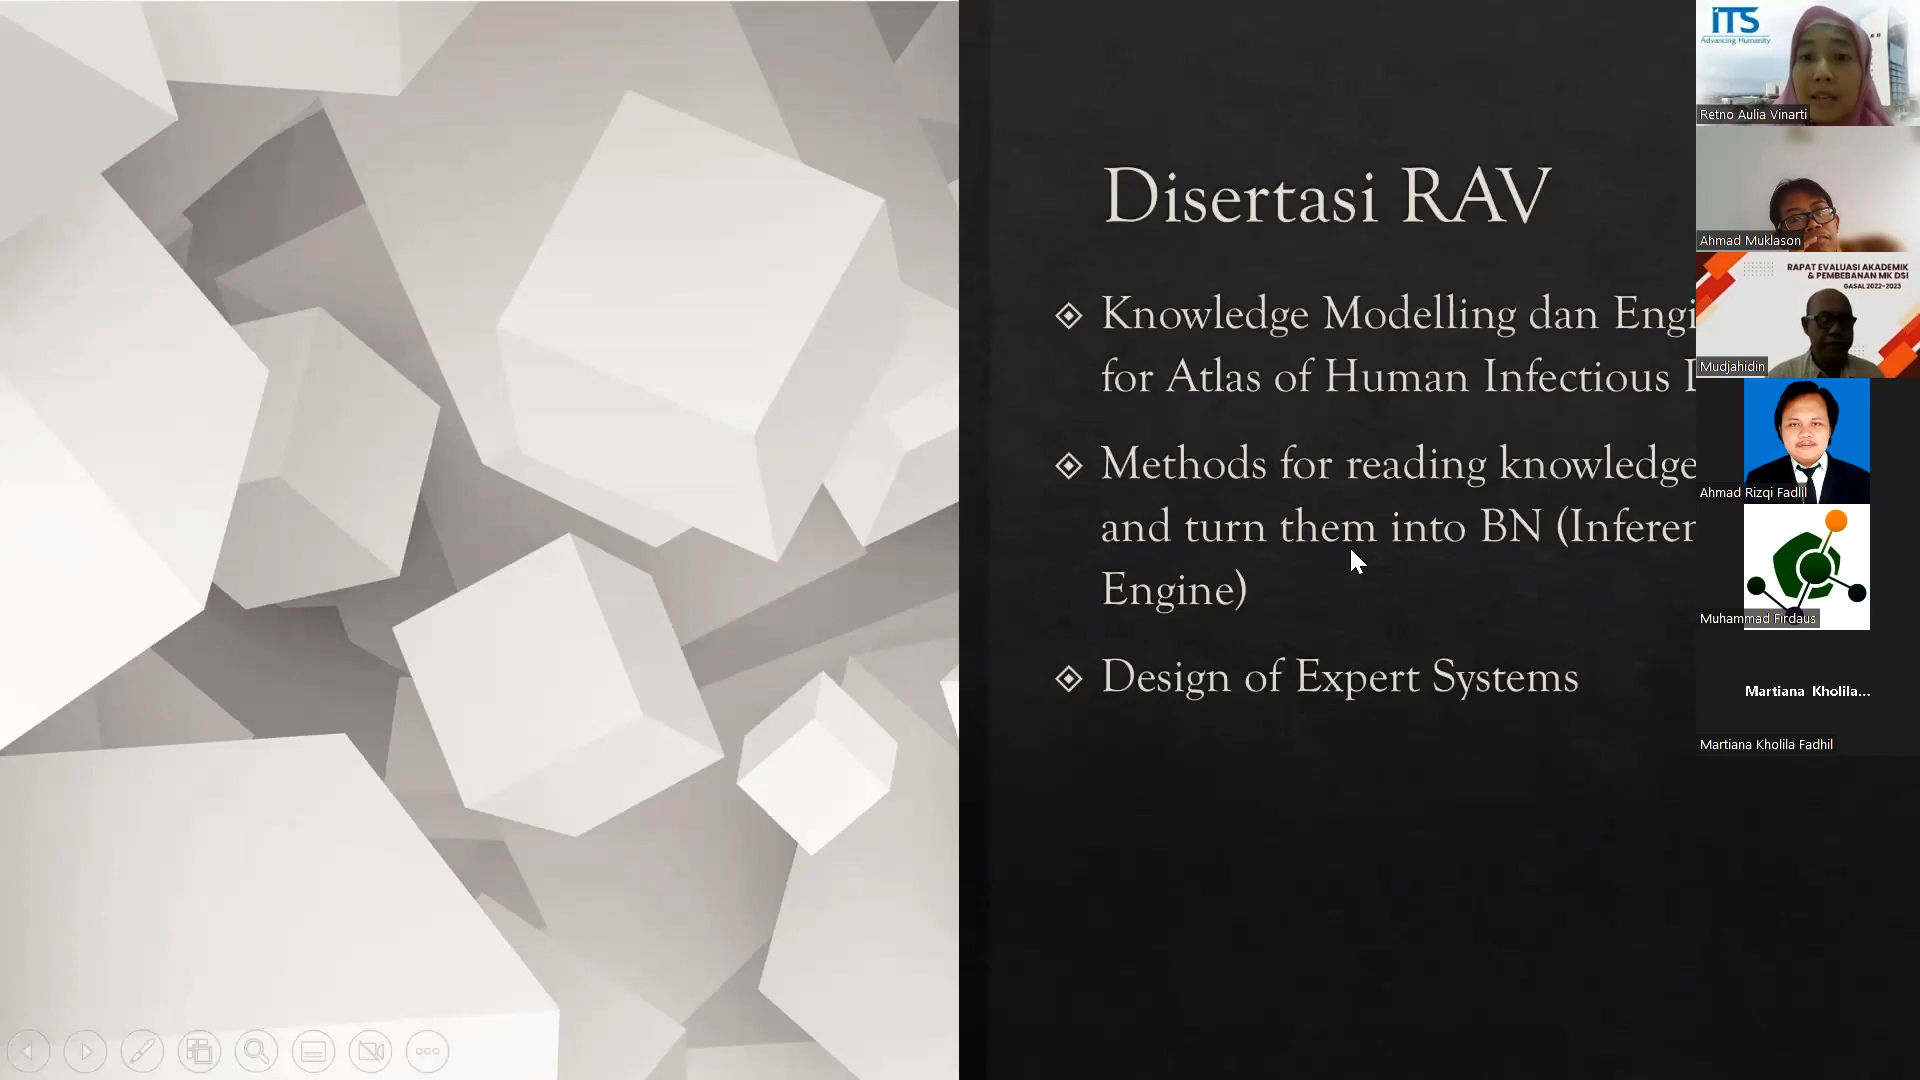 Disertasi RAV
Knowledge Modelling dan Engi
for Atlas of Human Infectious
Methods for reading knowledge
and turn them into BN (Inferen
Engine)
Design of Expert Systems
iTS
Advancing Humanity
Retno Aulia Vinarti
Ahmad Muklason
RAPAT EVALUASI AKADEMIK
& PEMBEBANAN MK DSI
GASAL 2022-2023
Mudjahidin
Ahmad Rizqi Fadlil
Muhammad Firdaus
Martiana Kholila...
Martiana Kholila Fadhil